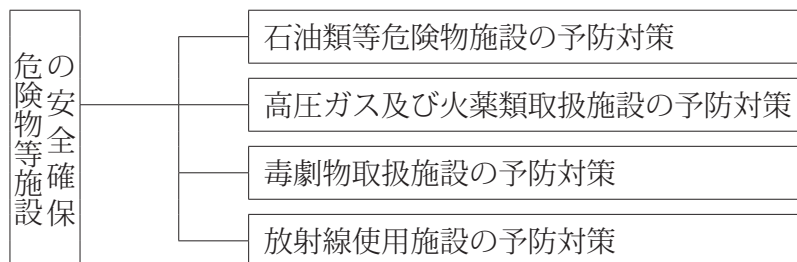 危険物等施設
の安全確保
石油類等危険物施設の予防対策
高圧ガス及び火薬類取扱施設の予防対策
毒劇物取扱施設の予防対策
放射線使用施設の予防対策